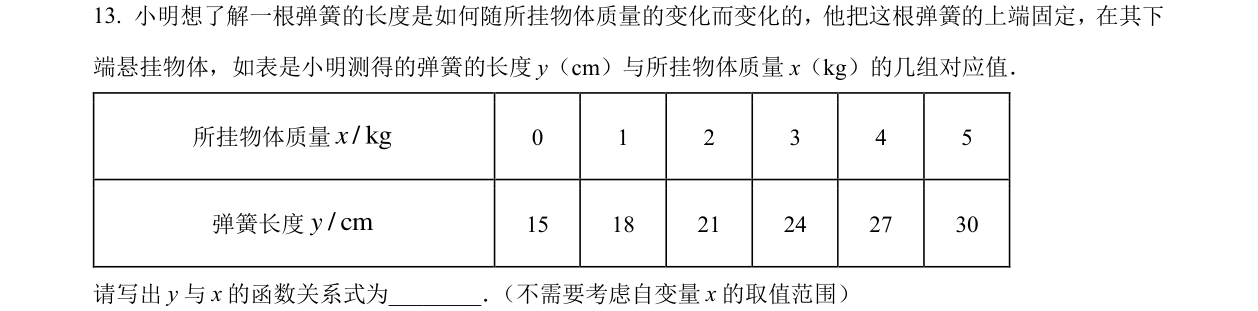 13. 小明想了解一根弹簧的长度是如何随所挂物体质量的变化而变化的，他把这根弹簧的上端固定，在其下
端悬挂物体，如表是小明测得的弹簧的长度 y（cm）与所挂物体质量 x（kg）的几组对应值．
所挂物体质量 x / kg 0 1 2 3 4 5
弹簧长度 y / cm 15 18 21 24 27 30
请写出 y 与 x 的函数关系式为________．（不需要考虑自变量 x 的取值范围）